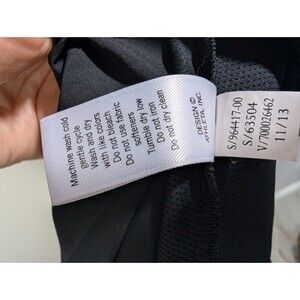 Machine wash cold
gentle cycle
Wash and dry
with like colors
Do not bleach
Do not use fabric
softeners
Tumble dry low
Do not iron
Do not dry clean
DESIGN ©
ATHLETA, INC.
S/964417-00
S/63504
V/00026462
11/13